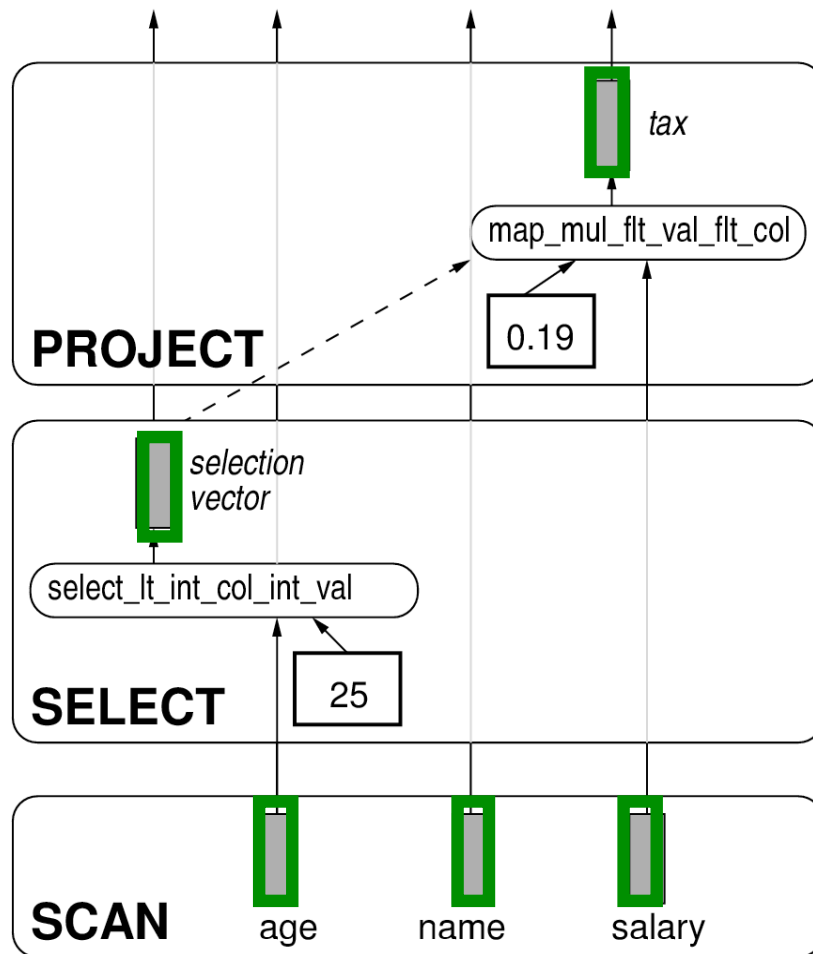 tax
map_mul_flt_val_flt_col
0.19
PROJECT
selection
vector
select_lt_int_col_int_val
25
SELECT
SCAN
age
name
salary